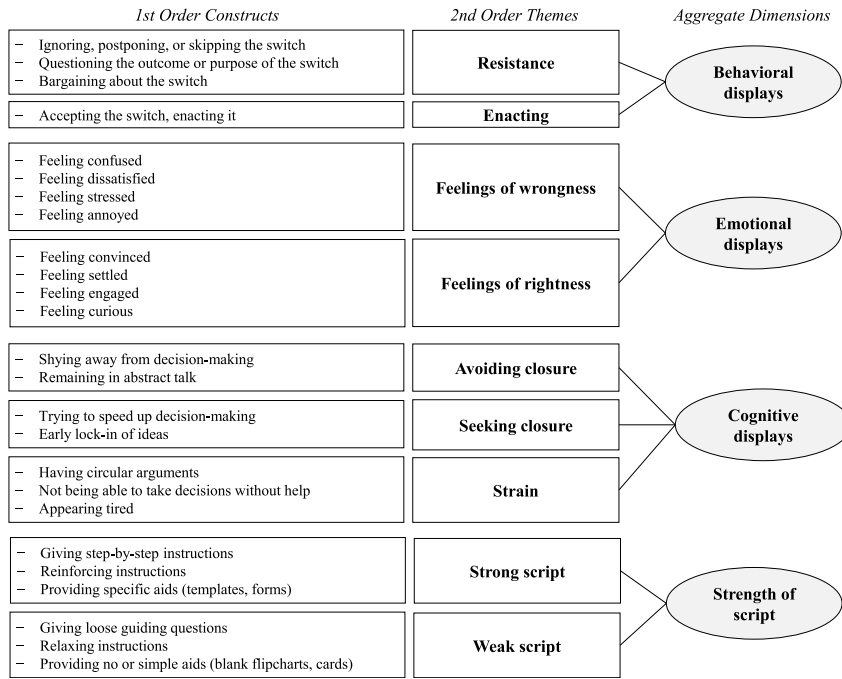 1st Order Constructs
2nd Order Themes
Aggregate Dimensions
– Ignoring, postponing, or skipping the switch
– Questioning the outcome or purpose of the switch
– Bargaining about the switch
Resistance
– Accepting the switch, enacting it
Enacting
Behavioral
displays
– Feeling confused
– Feeling dissatisfied
– Feeling stressed
– Feeling annoyed
Feelings of wrongness
– Feeling convinced
– Feeling settled
– Feeling engaged
– Feeling curious
Feelings of rightness
Emotional
displays
– Shying away from decision-making
– Remaining in abstract talk
Avoiding closure
– Trying to speed up decision-making
– Early lock-in of ideas
Seeking closure
– Having circular arguments
– Not being able to take decisions without help
– Appearing tired
Strain
Cognitive
displays
– Giving step-by-step instructions
– Reinforcing instructions
– Providing specific aids (templates, forms)
Strong script
– Giving loose guiding questions
– Relaxing instructions
– Providing no or simple aids (blank flipcharts, cards)
Weak script
Strength of
script